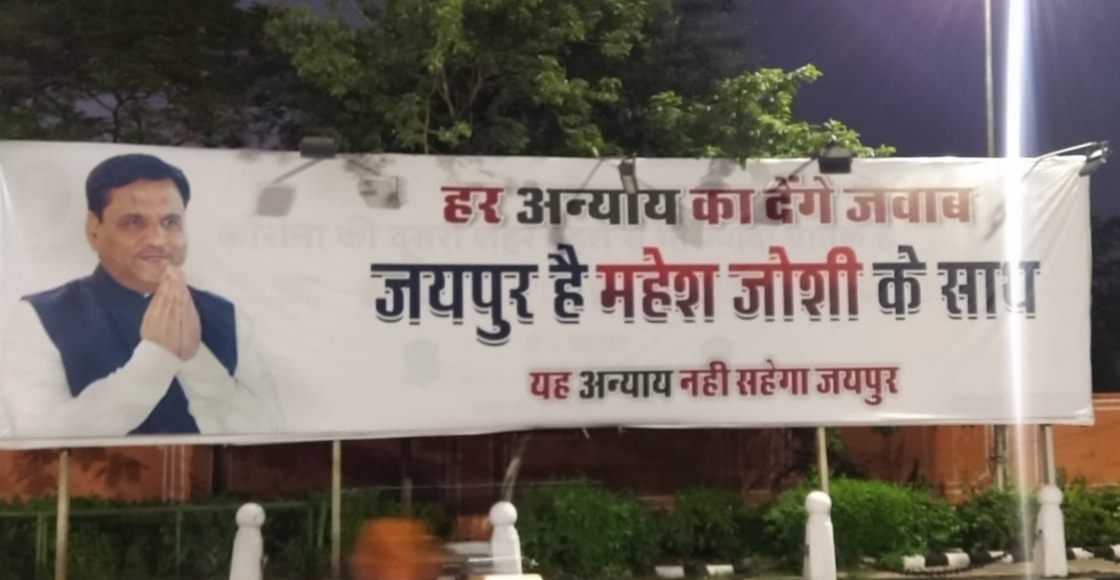 हर अन्याय का देंगे जवाब
जयपुर है महेश जोशी के साथ
यह अन्याय नही सहेगा जयपुर